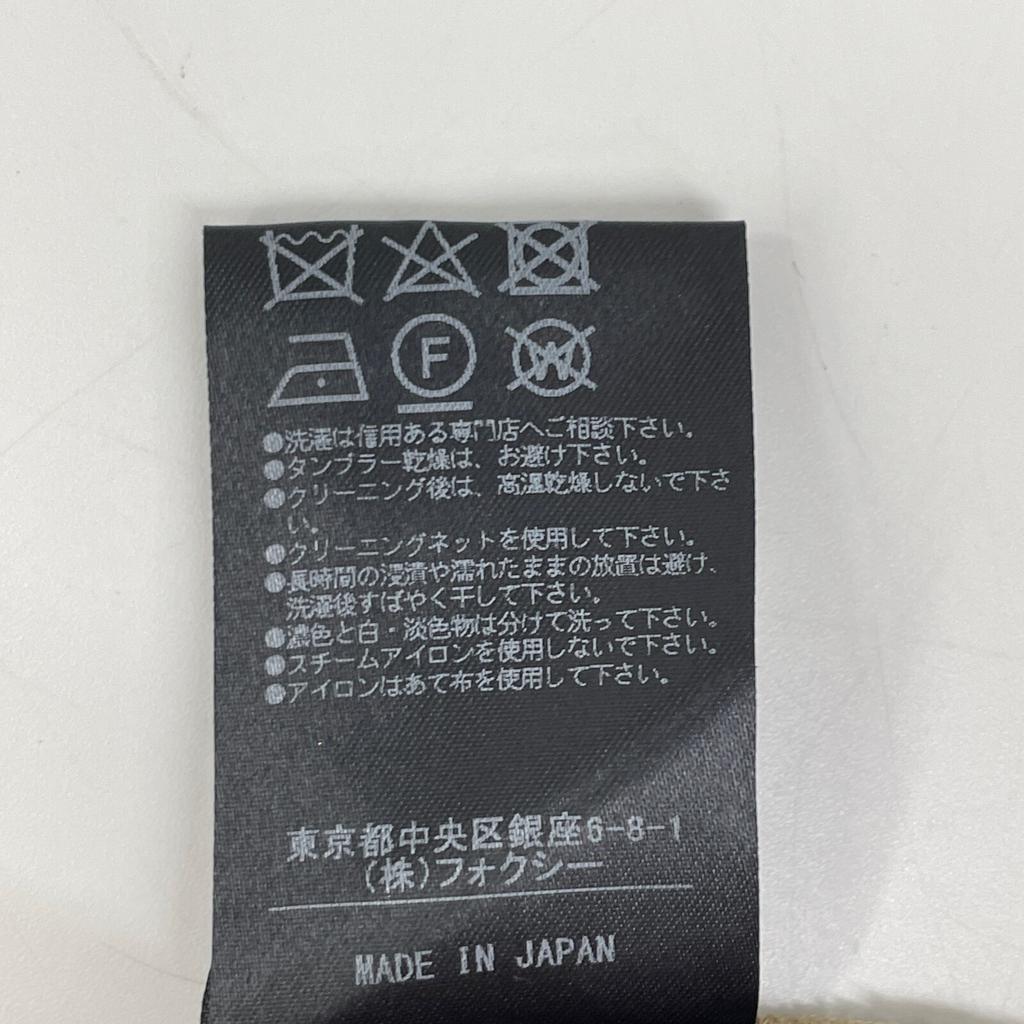 F
W
●洗濯は信用ある専門店へご相談下さい。
●タンブラー乾燥は、お避け下さい。
●クリーニング後は、高温乾燥しないで下さ
い。
●クリーニングネットを使用して下さい。
●長時間の浸漬や濡れたままの放置は避け、
洗濯後すばやく干して下さい。
●濃色と白・淡色物は分けて洗って下さい。
●スチームアイロンを使用しないで下さい。
●アイロンはあて布を使用して下さい。
東京都中央区銀座6-8-1
(株)フォクシー
MADE IN JAPAN